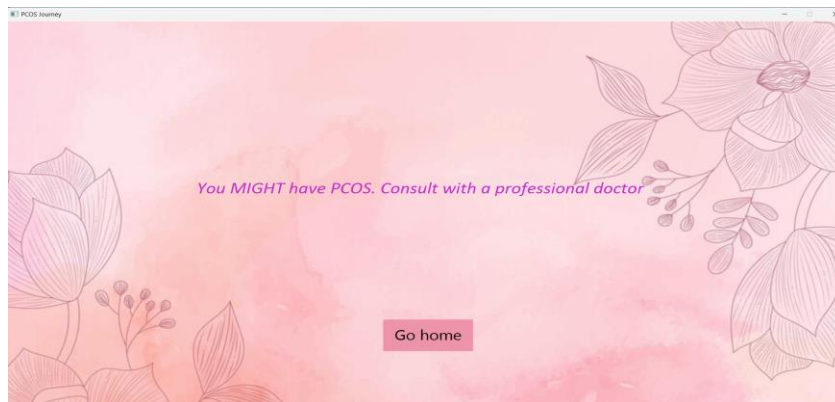 PCOS Journey
You MIGHT have PCOS. Consult with a professional doctor
Go home